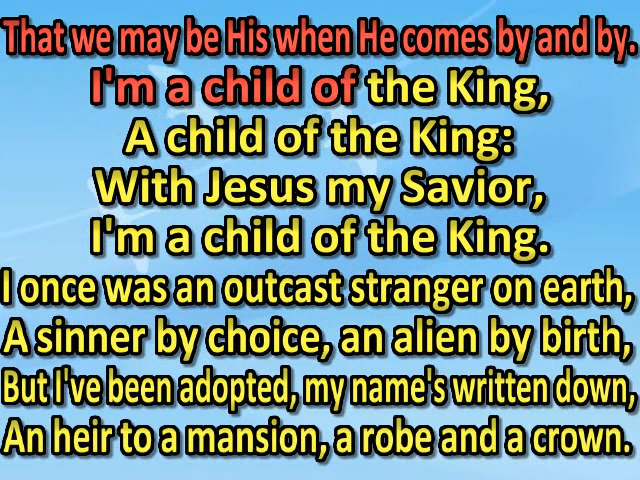 That we may be His when He comes by and by.
I'm a child of the King,
A child of the King:
With Jesus my Savior,
I'm a child of the King.
I once was an outcast stranger on earth,
A sinner by choice, an alien by birth,
But I've been adopted, my name's written down,
An heir to a mansion, a robe and a crown.